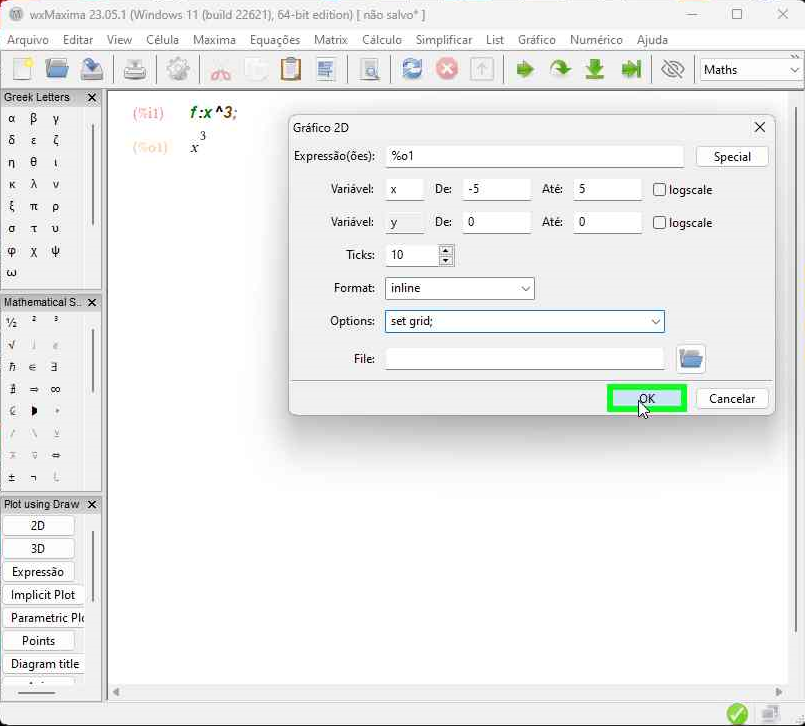 wxMaxima 23.05.1 (Windows 11 (build 22621), 64-bit edition) [ não salvo* ]
Arquivo Editar View Célula Maxima Equações Matrix Cálculo Simplificar List Gráfico Numérico Ajuda
Maths
Greek Letters
α β γ
δ ε ζ
η θ ι
κ λ ν
ξ π ρ
σ τ υ
φ χ ψ
ω
Mathematical S..
½ ² ³
√
ħ ∈ ∃
∄ ⇒ ∞
⇔
± ¬
Plot using Draw
2D
3D
Expressão
Implicit Plot
Parametric Plo
Points
Diagram title
(%i1) f:x^3;
(%o1) x³
Gráfico 2D
Expressão(ões): %o1 Special
Variável: x De: -5 Até: 5 logscale
Variável: y De: 0 Até: 0 logscale
Ticks: 10
Format: inline
Options: set grid;
File:
OK Cancelar